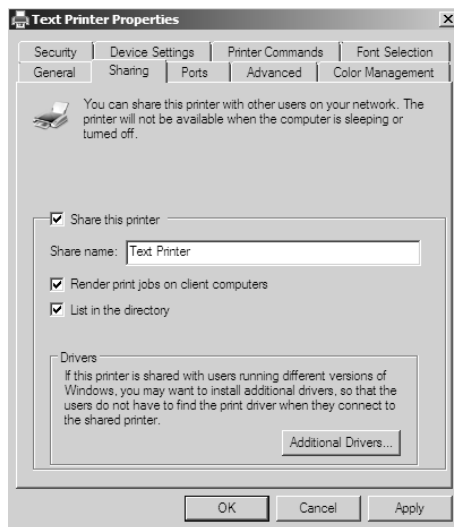 Text Printer Properties
Security Device Settings Printer Commands Font Selection
General Sharing Ports Advanced Color Management
You can share this printer with other users on your network. The
printer will not be available when the computer is sleeping or
turned off.
Share this printer
Share name: Text Printer
Render print jobs on client computers
List in the directory
Drivers
If this printer is shared with users running different versions of
Windows, you may want to install additional drivers, so that the
users do not have to find the print driver when they connect to
the shared printer.
Additional Drivers...
OK Cancel Apply